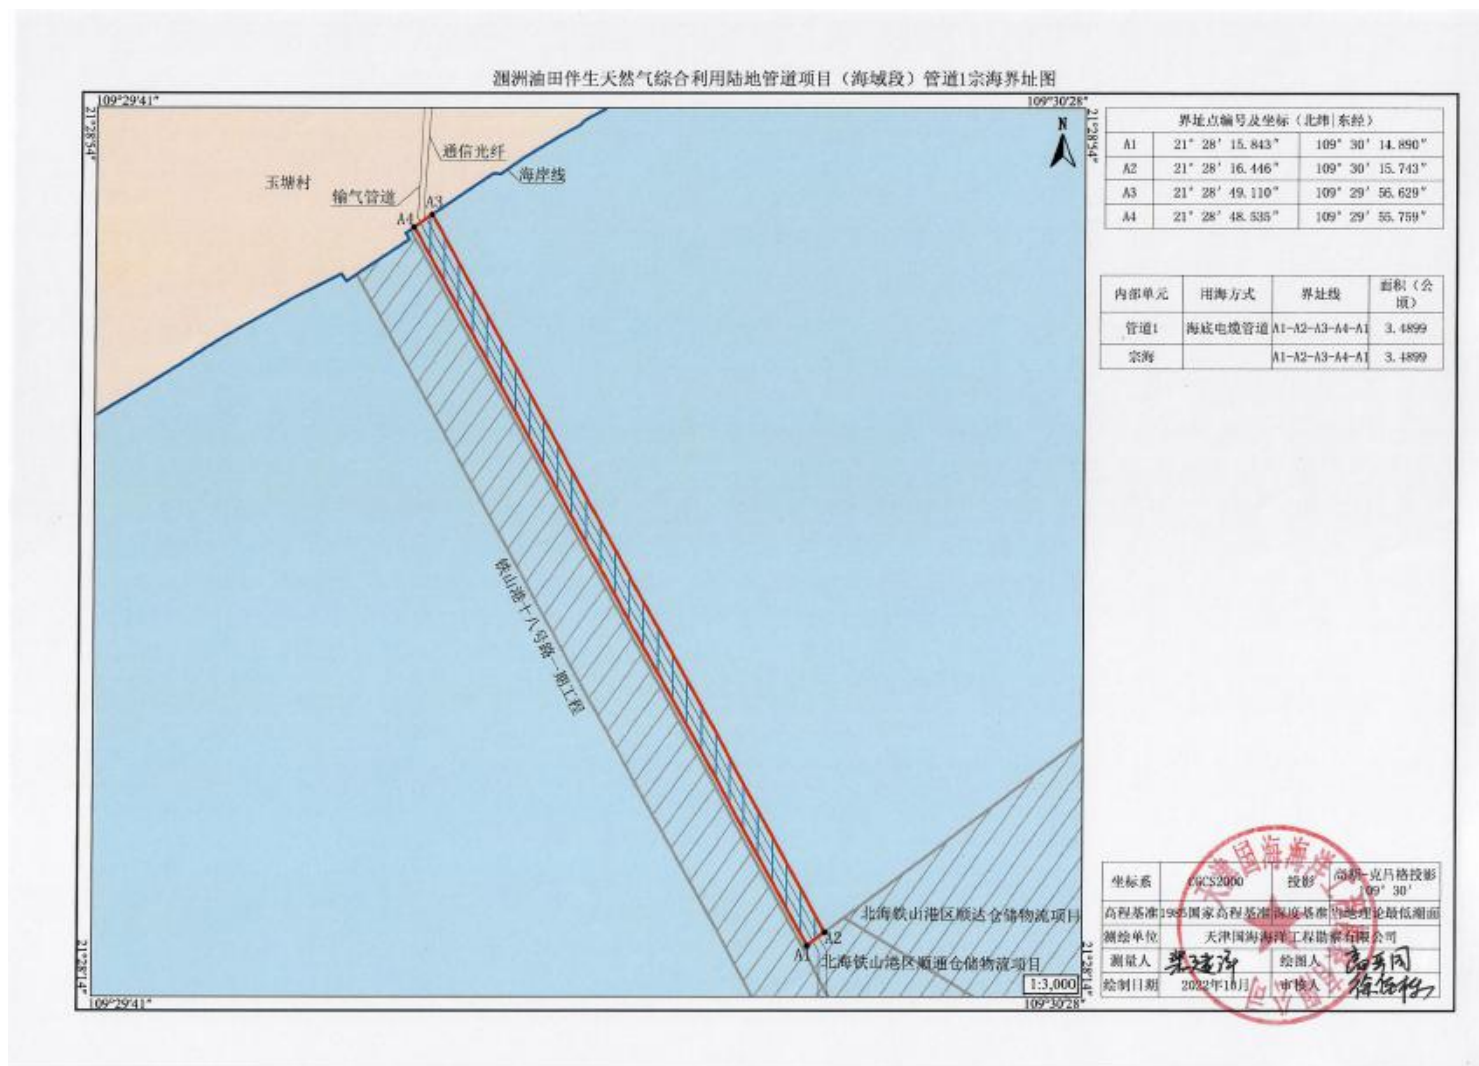 涠洲油田伴生天然气综合利用陆地管道项目（海域段）管道1宗海界址图
109°29′41″
109°30′28″
21°28′54″
21°28′54″
N
通信光纤
海岸线
玉塘村
输气管道
A3
A4
铁山港十八号路一期工程
北海铁山港区顺达仓储物流项目
A2
A1
北海铁山港区顺通仓储物流项目
1:3,000
21°28′14″
21°28′14″
109°29′41″
109°30′28″
界址点编号及坐标（北纬|东经）
A1 21° 28′ 15.843″ 109° 30′ 14.890″
A2 21° 28′ 16.446″ 109° 30′ 15.743″
A3 21° 28′ 49.110″ 109° 29′ 56.629″
A4 21° 28′ 48.535″ 109° 29′ 55.759″
内部单元 用海方式 界址线 面积（公顷）
管道1 海底电缆管道 A1-A2-A3-A4-A1 3.4899
宗海 A1-A2-A3-A4-A1 3.4899
坐标系 CGCS2000 投影 高斯-克吕格投影
109° 30′
高程基准 1985国家高程基准 深度基准 当地理论最低潮面
测绘单位 天津国海海洋工程勘察有限公司
测量人 绘图人
绘制日期 2022年10月 审核人